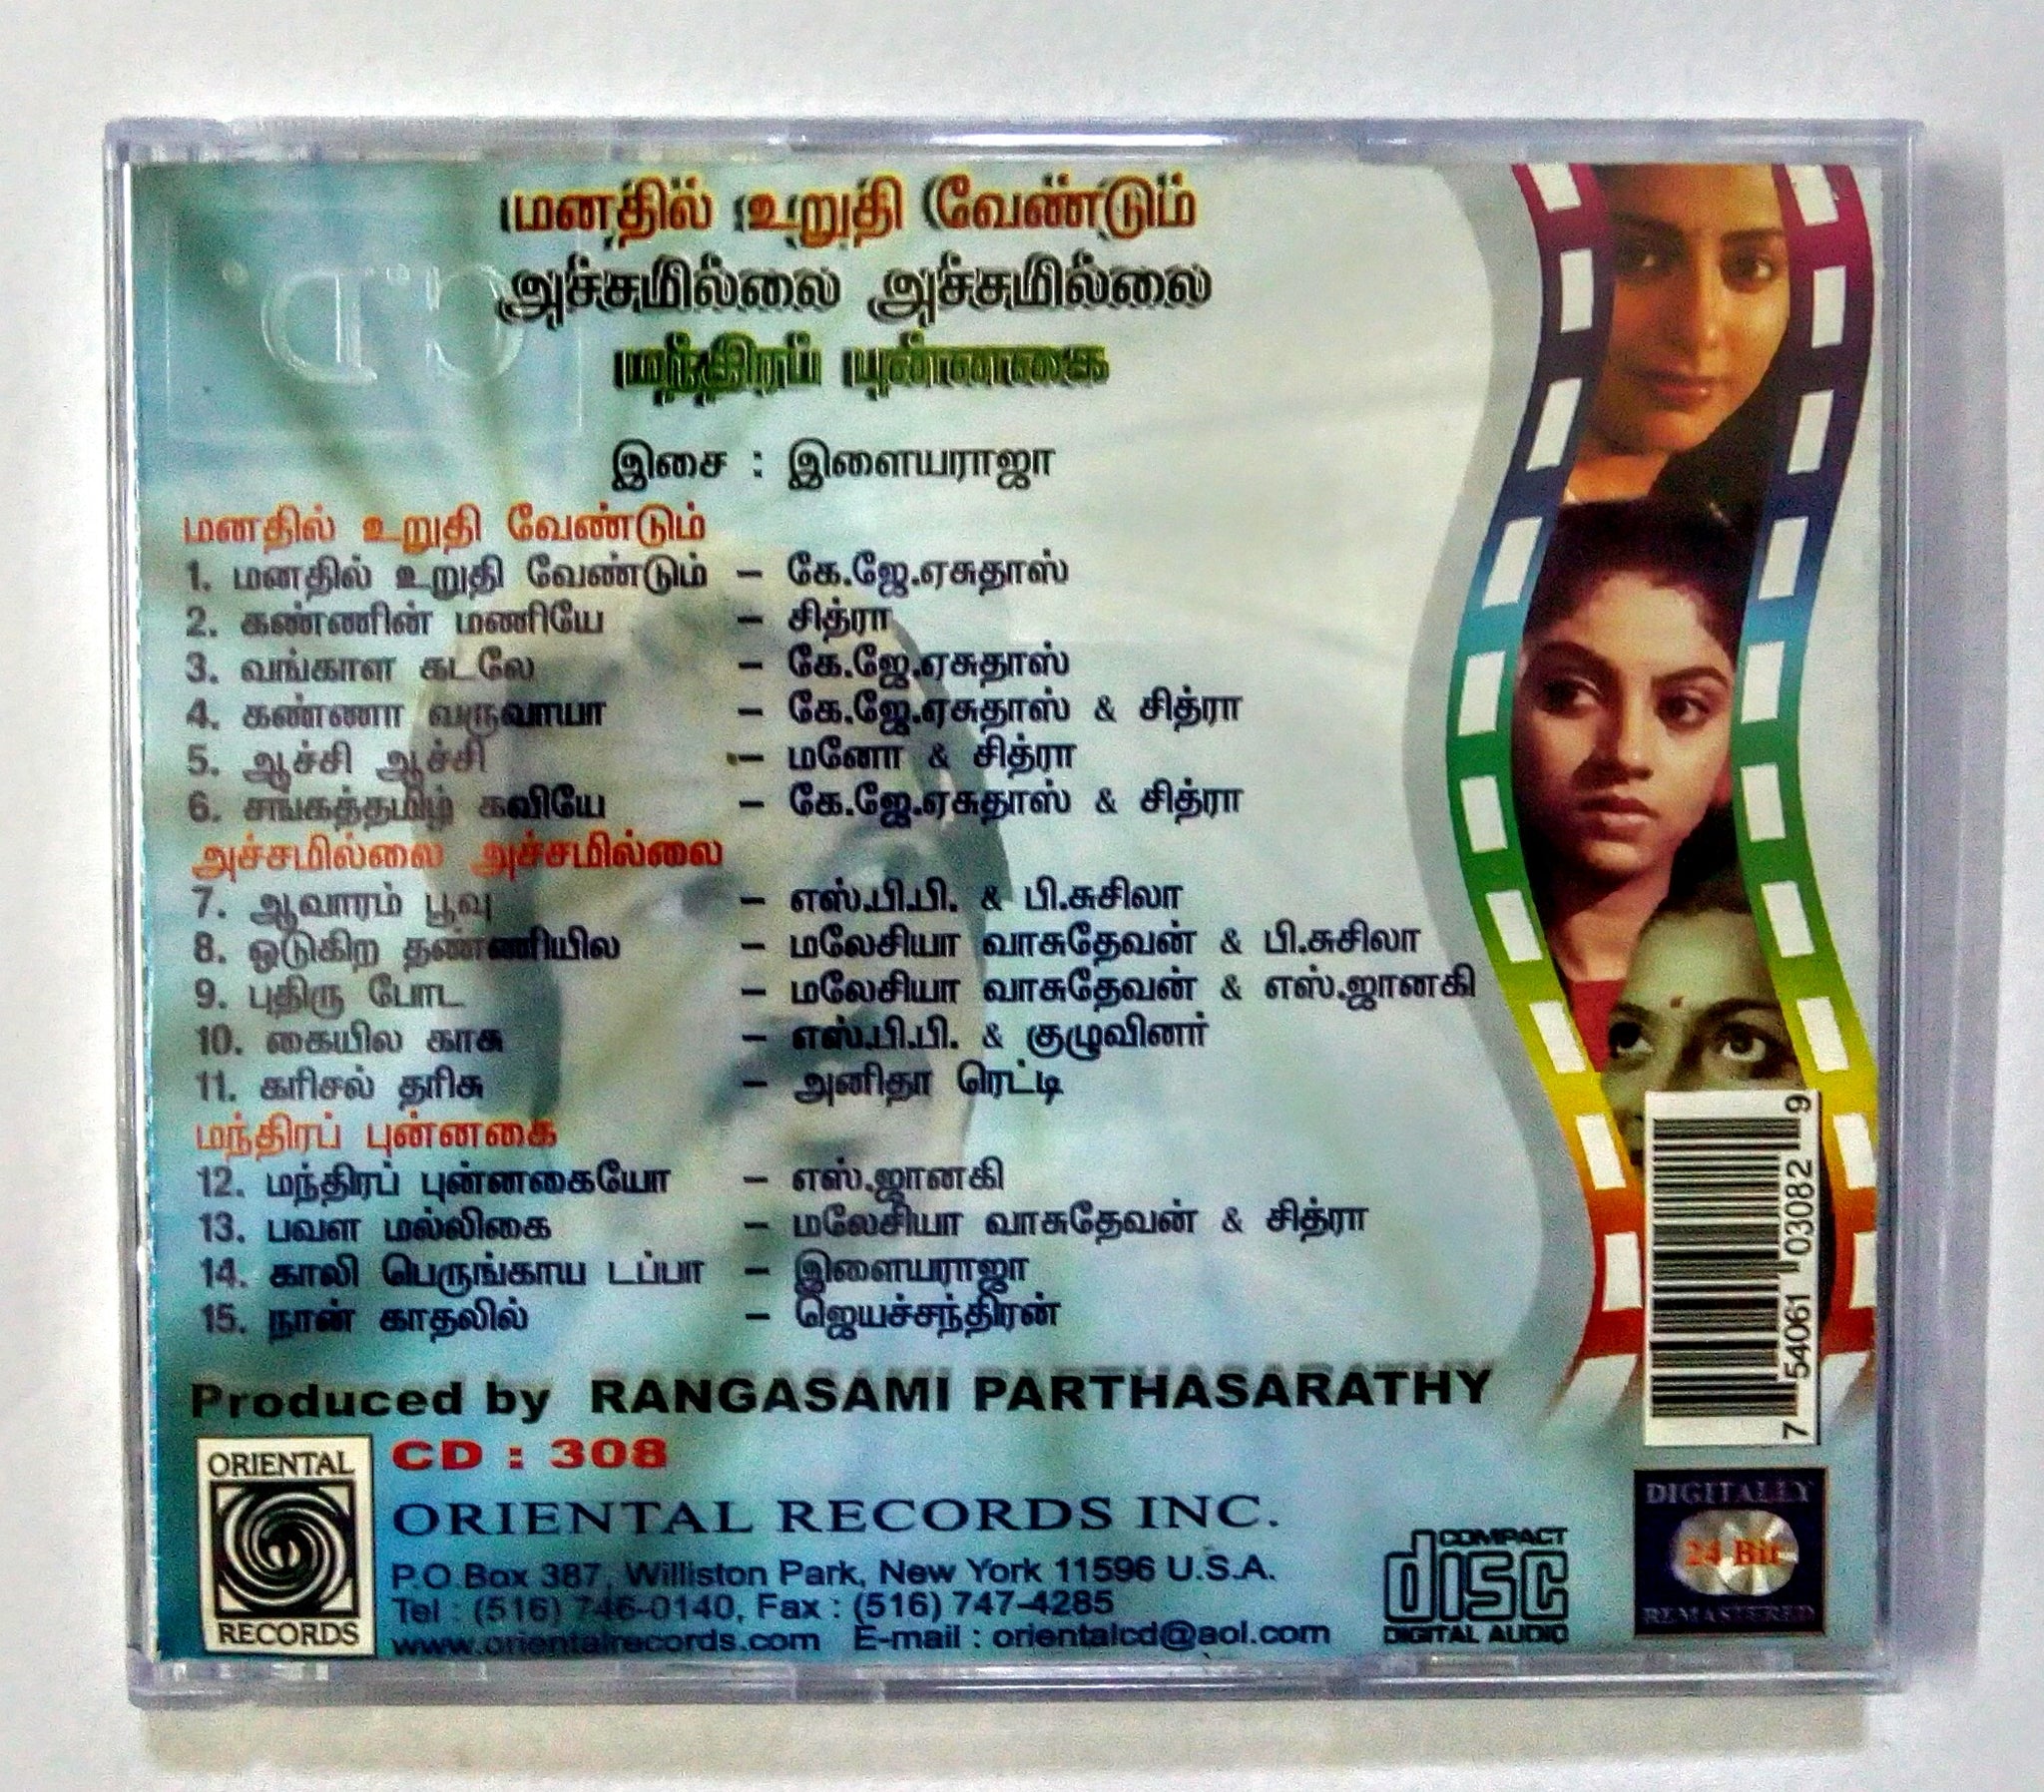 மனதில் உறுதி வேண்டும்
அச்சமில்லை அச்சமில்லை
மந்திரப் புன்னகை
இசை : இளையராஜா
மனதில் உறுதி வேண்டும்
1. மனதில் உறுதி வேண்டும் – கே.ஜே.ஏசுதாஸ்
2. கண்ணின் மணியே – சித்ரா
3. வங்காள கடலே – கே.ஜே.ஏசுதாஸ்
4. கண்ணா வருவாயா – கே.ஜே.ஏசுதாஸ் & சித்ரா
5. ஆச்சி ஆச்சி – மனோ & சித்ரா
6. சங்கத்தமிழ் கவியே – கே.ஜே.ஏசுதாஸ் & சித்ரா
அச்சமில்லை அச்சமில்லை
7. ஆவாரம் பூவு – எஸ்.பி.பி. & பி.சுசிலா
8. ஓடுகிற தண்ணியில – மலேசியா வாசுதேவன் & பி.சுசிலா
9. புதிரு போட – மலேசியா வாசுதேவன் & எஸ்.ஜானகி
10. கையில காசு – எஸ்.பி.பி. & குழுவினர்
11. கரிசல் தரிசு – அனிதா ரெட்டி
மந்திரப் புன்னகை
12. மந்திரப் புன்னகையோ – எஸ்.ஜானகி
13. பவள மல்லிகை – மலேசியா வாசுதேவன் & சித்ரா
14. காலி பெருங்காய டப்பா – இளையராஜா
15. நான் காதலில் – ஜெயச்சந்திரன்
Produced by RANGASAMI PARTHASARATHY
CD : 308
ORIENTAL RECORDS
ORIENTAL RECORDS INC.
P.O.Box 387, Williston Park, New York 11596 U.S.A.
Tel : (516) 746-0140, Fax : (516) 747-4285
www.orientalrecords.com E-mail : orientalcd@aol.com
COMPACT
disc
DIGITAL AUDIO
7 54061 03082 9
DIGITALLY
24 Bit
REMASTERED
C.D.